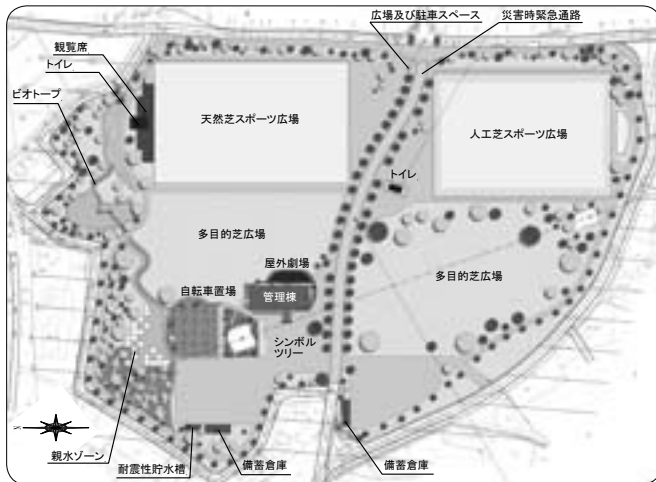 広場及び駐車スペース
災害時緊急通路
観覧席
トイレ
ビオトープ
天然芝スポーツ広場
人工芝スポーツ広場
トイレ
多目的芝広場
多目的芝広場
屋外劇場
自転車置場
管理棟
シンボル
ツリー
親水ゾーン
耐震性貯水槽
備蓄倉庫
備蓄倉庫